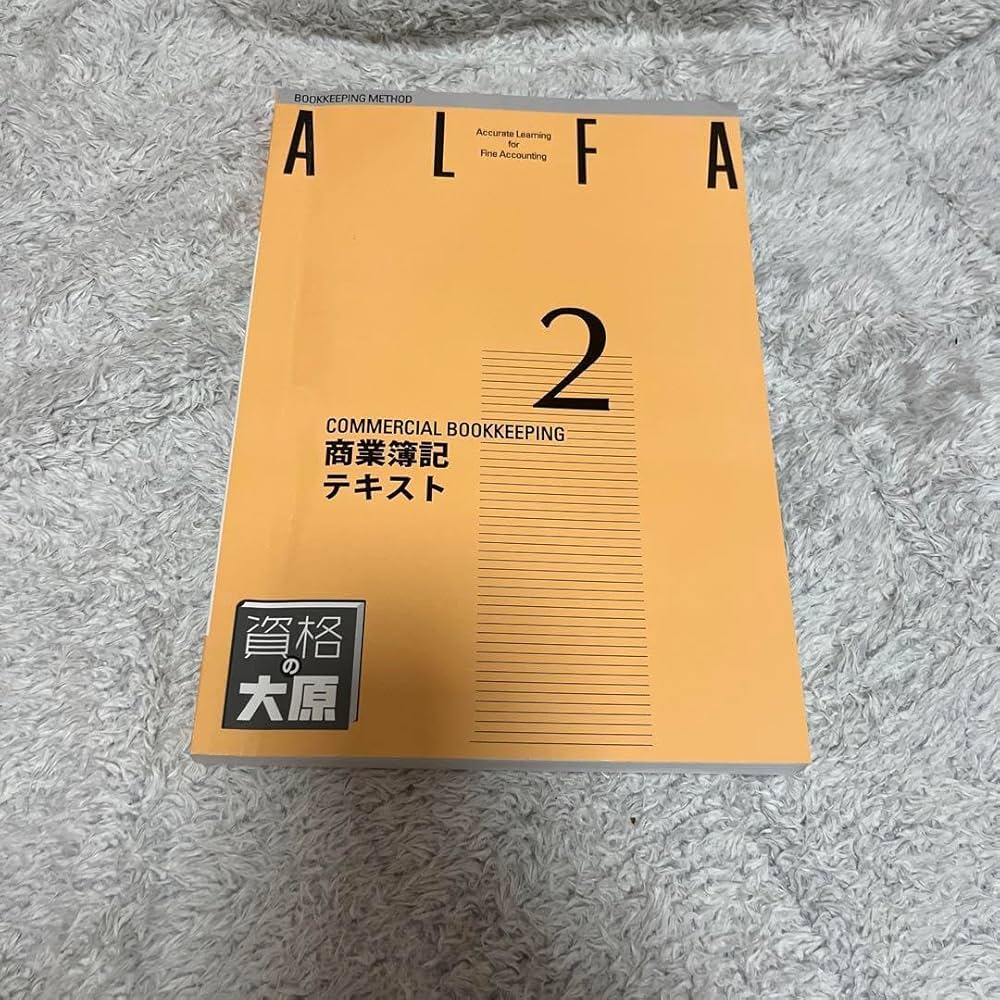 BOOKKEEPING METHOD
A L F A
Accurate Learning
for
Fine Accounting
2
COMMERCIAL BOOKKEEPING
商業簿記
テキスト
資格
の
大原